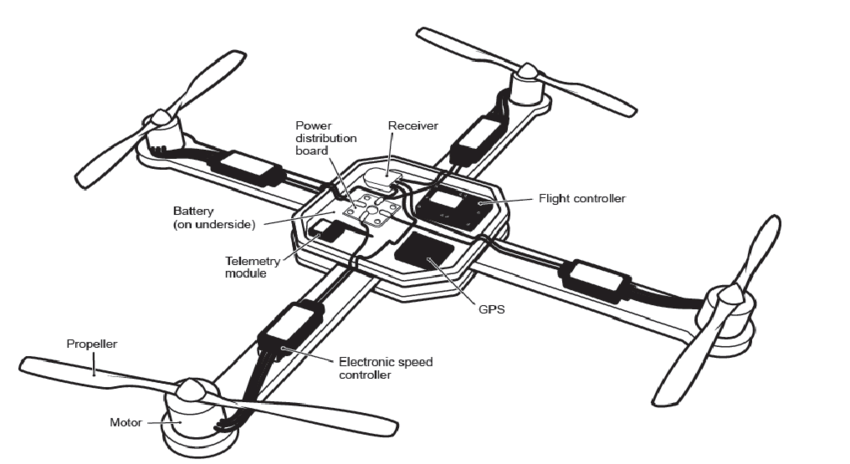 Power
distribution
board
Receiver
Flight controller
Battery
(on underside)
Telemetry
module
GPS
Propeller
Electronic speed
controller
Motor